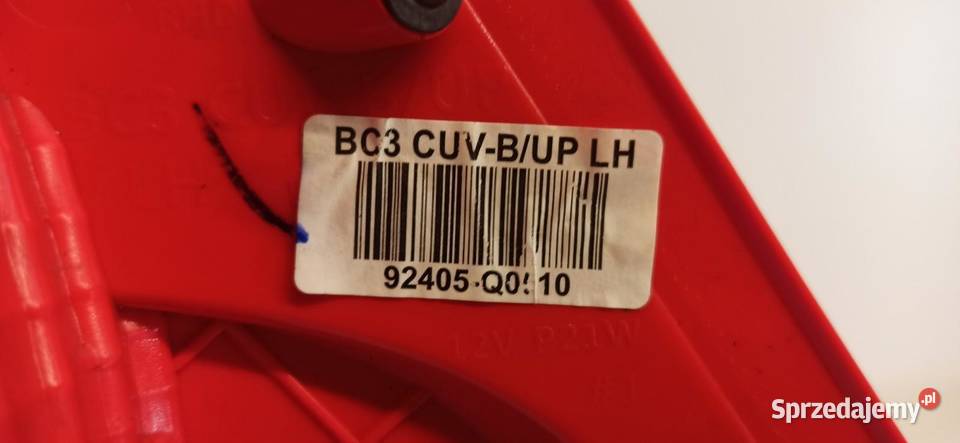 BC3 CUV-B/UP LH
92405-Q0510
12V P21W
Sprzedajemy.pl